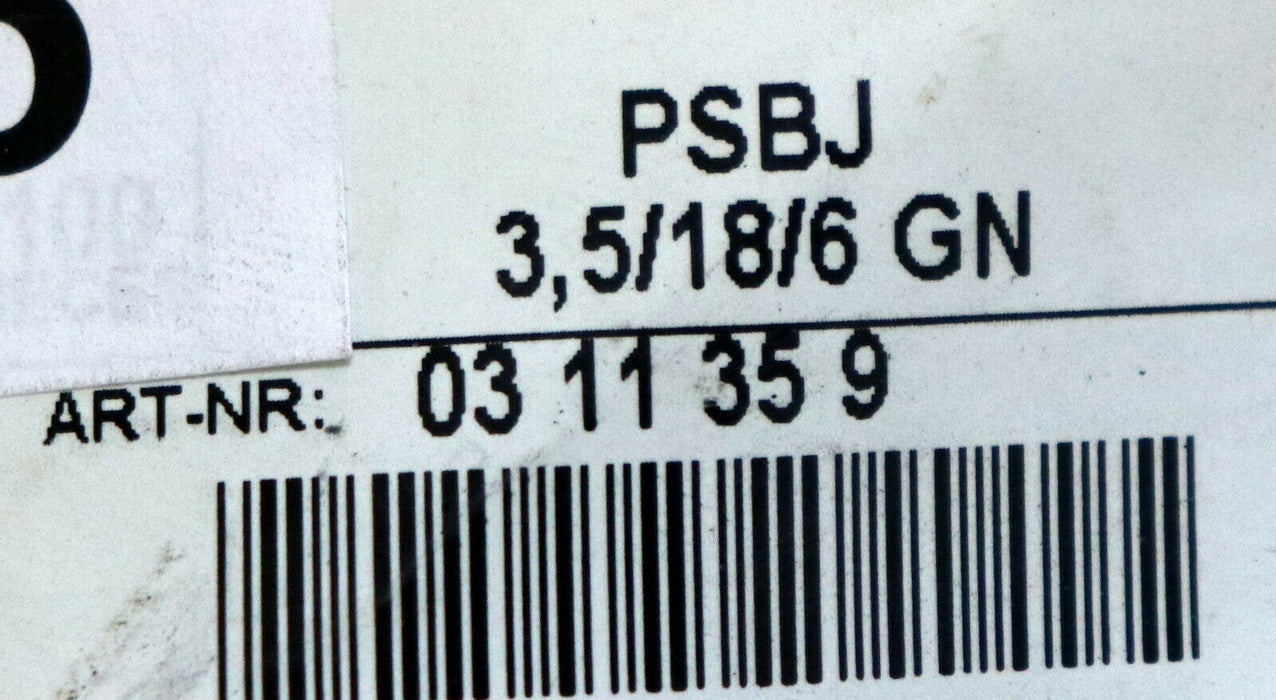 PSBJ
3,5/18/6 GN
ART-NR: 03 11 35 9